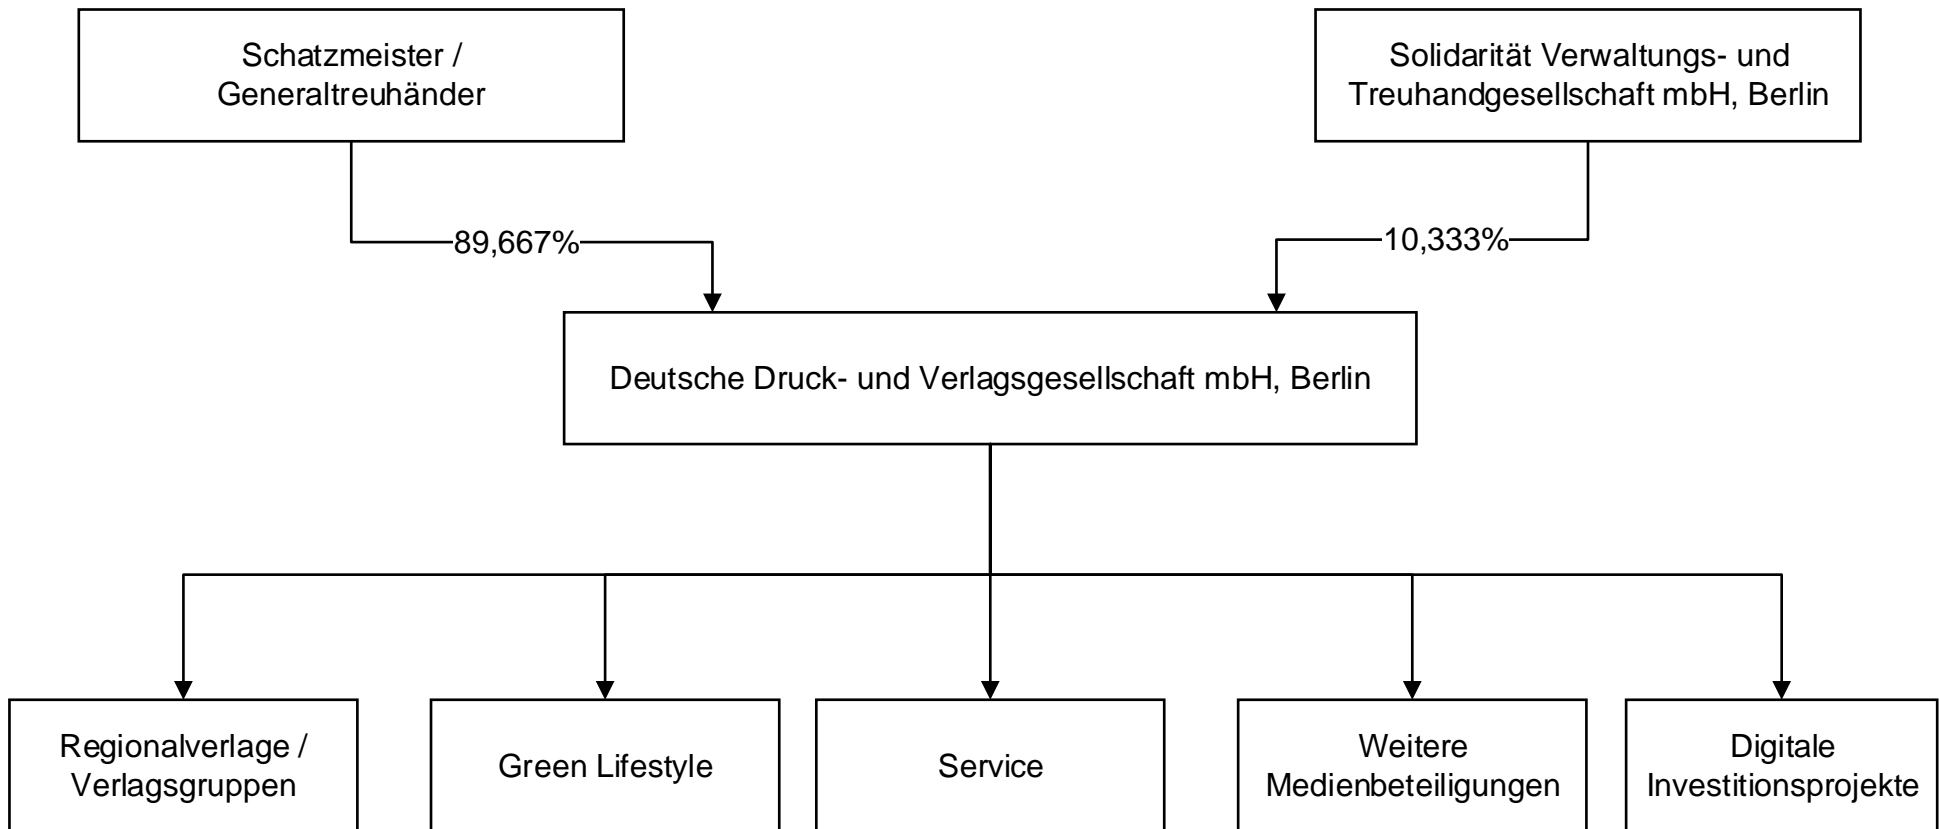 Schatzmeister /
Generaltreuhänder
Solidarität Verwaltungs- und
Treuhandgesellschaft mbH, Berlin
89,667%
10,333%
Deutsche Druck- und Verlagsgesellschaft mbH, Berlin
Regionalverlage /
Verlagsgruppen
Green Lifestyle
Service
Weitere
Medienbeteiligungen
Digitale
Investitionsprojekte